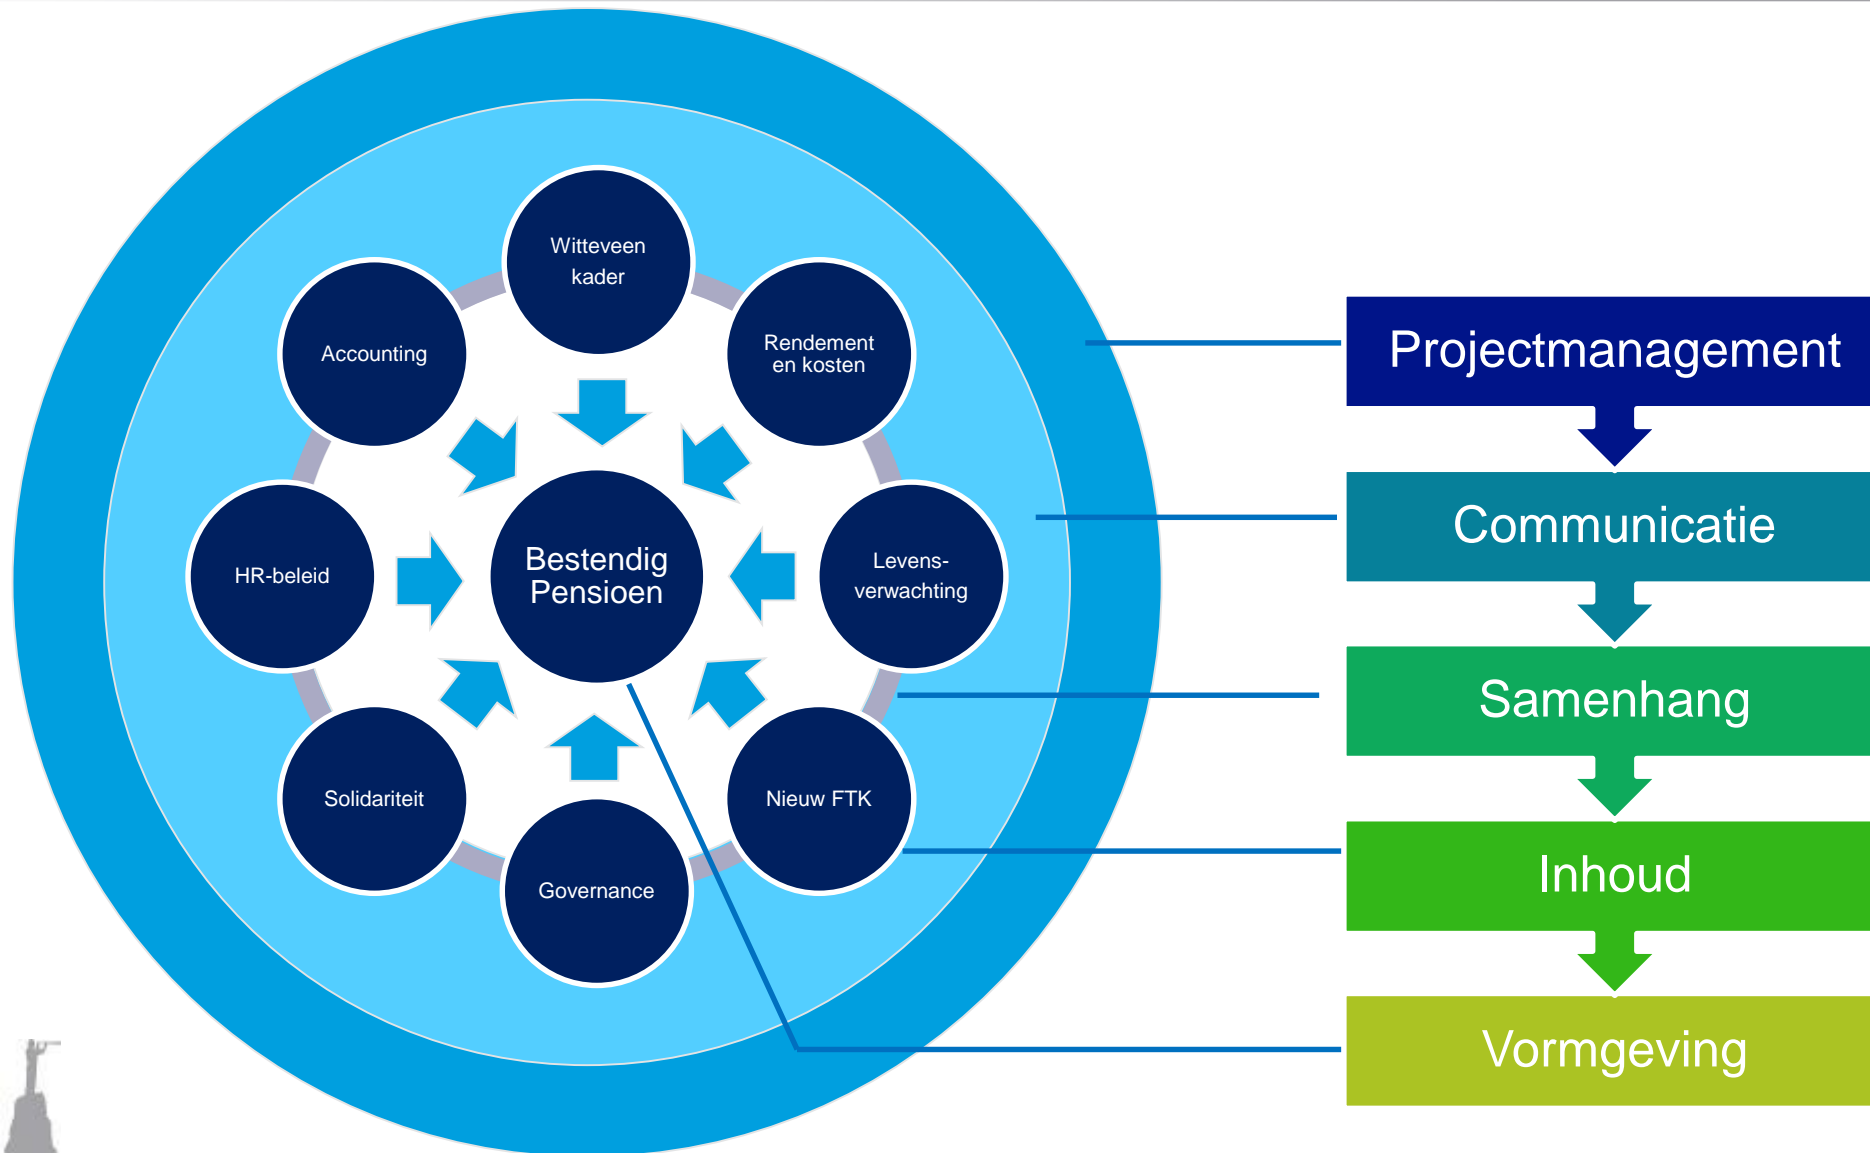 Witteveen
kader
Rendement
en kosten
Levens-
verwachting
Nieuw FTK
Governance
Solidariteit
HR-beleid
Accounting
Bestendig
Pensioen
Projectmanagement
Communicatie
Samenhang
Inhoud
Vormgeving